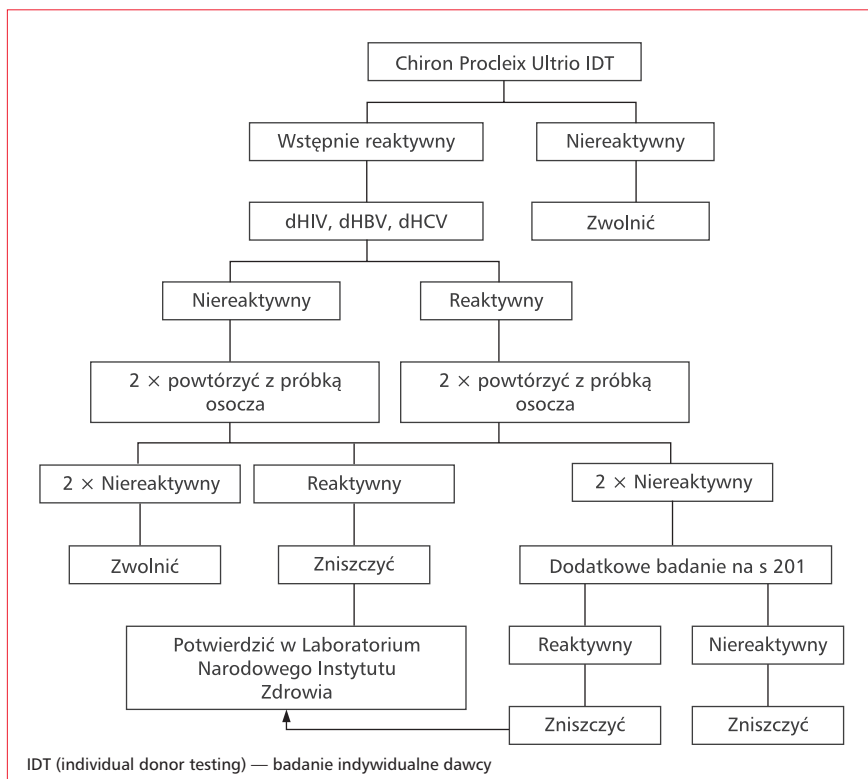 Chiron Procleix Ultrio IDT
Wstępnie reaktywny
Niereaktywny
dHIV, dHBV, dHCV
Zwolnić
Niereaktywny
Reaktywny
2 × powtórzyć z próbką
osocza
2 × powtórzyć z próbką
osocza
2 × Niereaktywny
Reaktywny
2 × Niereaktywny
Zwolnić
Zniszczyć
Dodatkowe badanie na s 201
Potwierdzić w Laboratorium
Narodowego Instytutu
Zdrowia
Reaktywny
Niereaktywny
Zniszczyć
Zniszczyć
IDT (individual donor testing) — badanie indywidualne dawcy